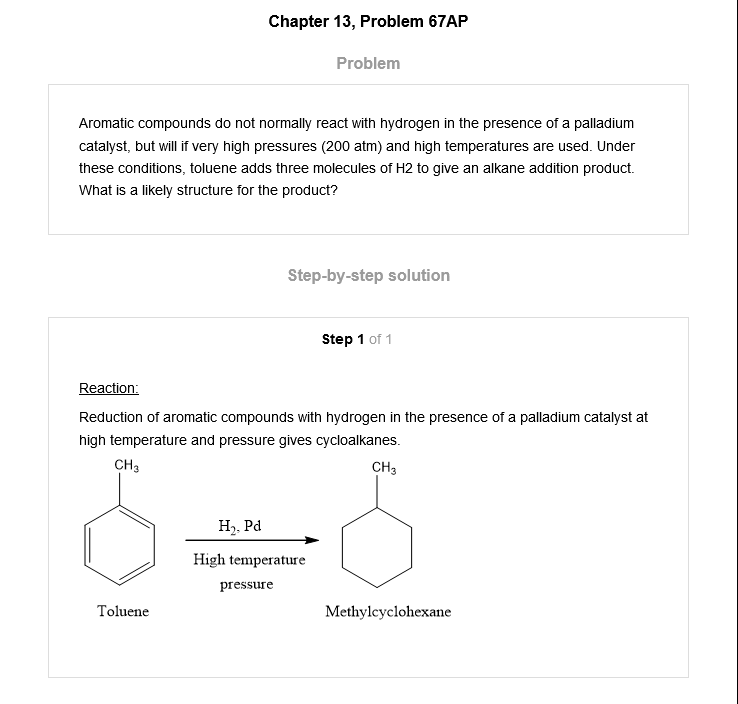 Chapter 13, Problem 67AP
Problem
Aromatic compounds do not normally react with hydrogen in the presence of a palladium
catalyst, but will if very high pressures (200 atm) and high temperatures are used. Under
these conditions, toluene adds three molecules of H2 to give an alkane addition product.
What is a likely structure for the product?
Step-by-step solution
Step 1 of 1
Reaction:
Reduction of aromatic compounds with hydrogen in the presence of a palladium catalyst at
high temperature and pressure gives cycloalkanes.
CH₃
CH₃
H₂, Pd
High temperature
pressure
Toluene
Methylcyclohexane